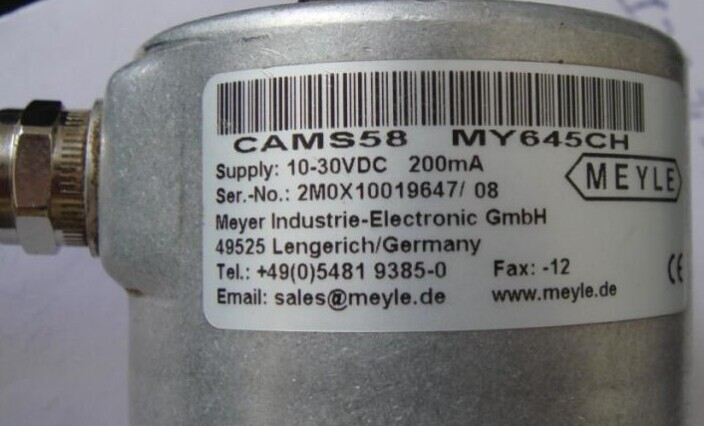 CAMS58 MY645CH
Supply: 10-30VDC 200mA
Ser.-No.: 2M0X10019647/ 08
MEYLE
Meyer Industrie-Electronic GmbH
49525 Lengerich/Germany
Tel.: +49(0)5481 9385-0 Fax: -12
CE
Email: sales@meyle.de www.meyle.de